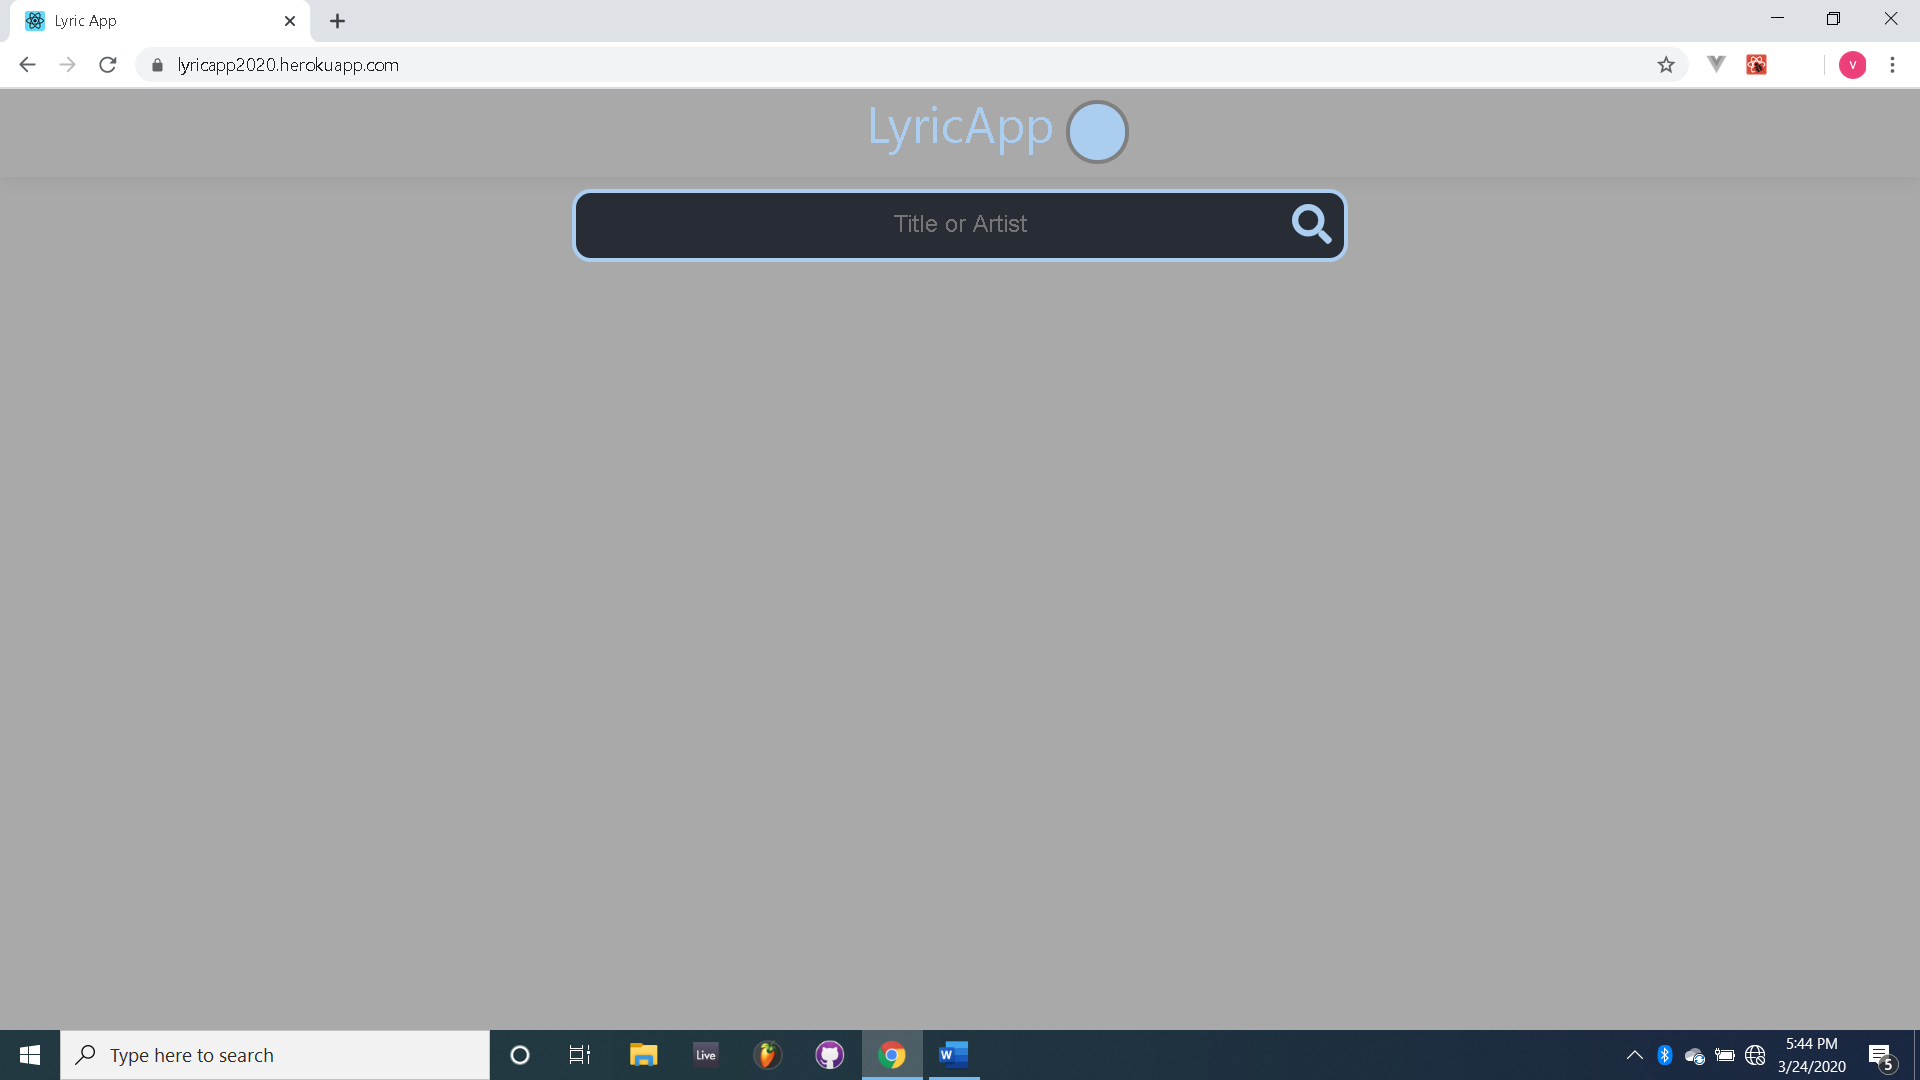 Lyric App
lyricapp2020.herokuapp.com
V
LyricApp
Title or Artist
Type here to search
Live
W
5:44 PM
3/24/2020
5